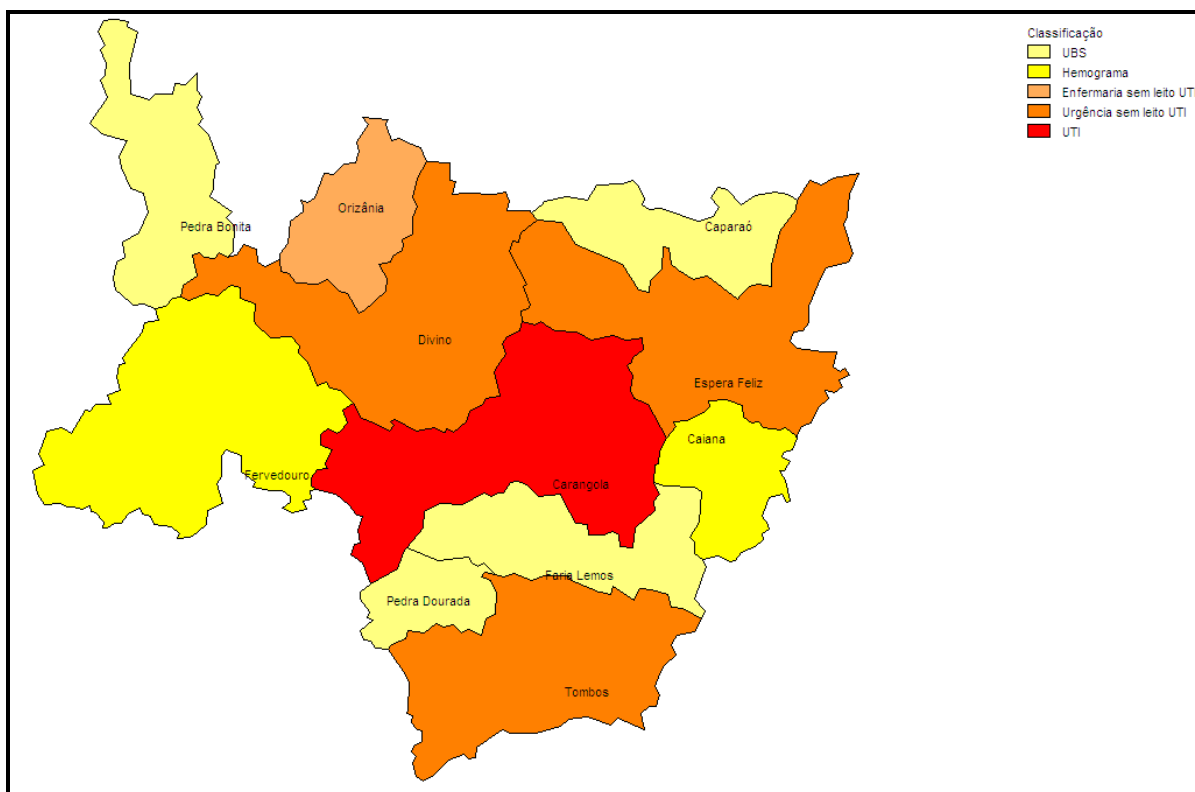 Classificação
UBS
Hemograma
Enfermaria sem leito UTI
Urgência sem leito UTI
UTI
Orizânia
Pedra Bonita
Caparaó
Divino
Espera Feliz
Caiana
Fervedouro
Carangola
Faria Lemos
Pedra Dourada
Tombos